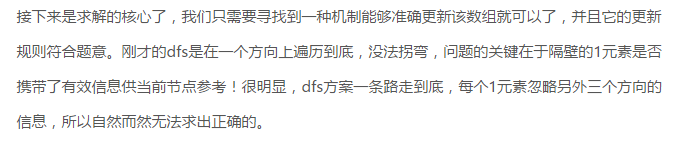 接下来是求解的核心了，我们只需要寻找到一种机制能够准确更新该数组就可以了，并且它的更新
规则符合题意。刚才的dfs是在一个方向上遍历到底，没法拐弯，问题的关键在于隔壁的1元素是否
携带了有效信息供当前节点参考！很明显，dfs方案一条路走到底，每个1元素忽略另外三个方向的
信息，所以自然而然无法求出正确的。